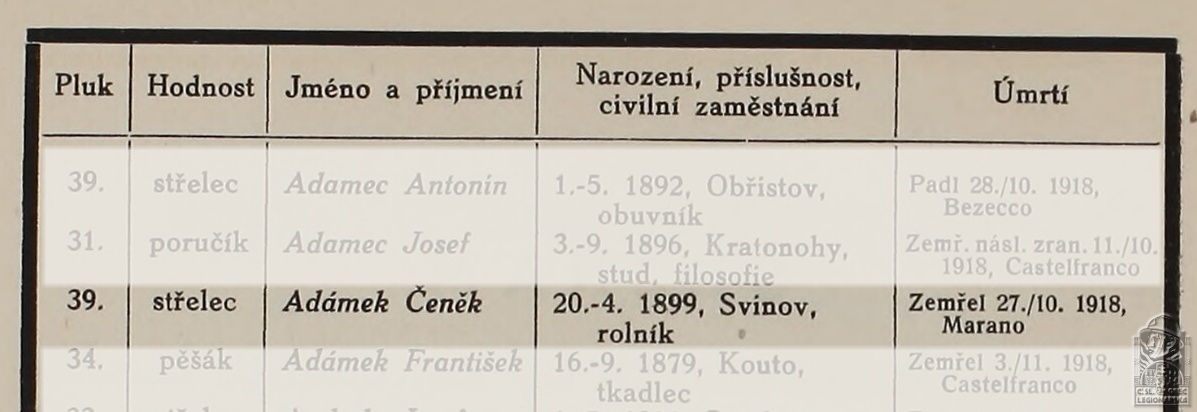 Pluk Hodnost Jméno a příjmení Narození, příslušnost, civilní zaměstnání Úmrtí
39. střelec Adamec Antonín 1.-5. 1892, Obřístov, Padl 28./10. 1918,
obuvník Bezecco
31. poručík Adamec Josef 3.-9. 1896, Kratonohy, Zemř. násl. zran. 11./10.
stud, filosofie 1918, Castelfranco
39. střelec Adámek Čeněk 20.-4. 1899, Svinov, Zemřel 27./10. 1918,
rolník Marano
34. pěšák Adámek František 16.-9. 1879, Kouto, Zemřel 3./11. 1918,
tkadlec Castelfranco
Č. SL. OBEC
LEGIONÁŘSKÁ